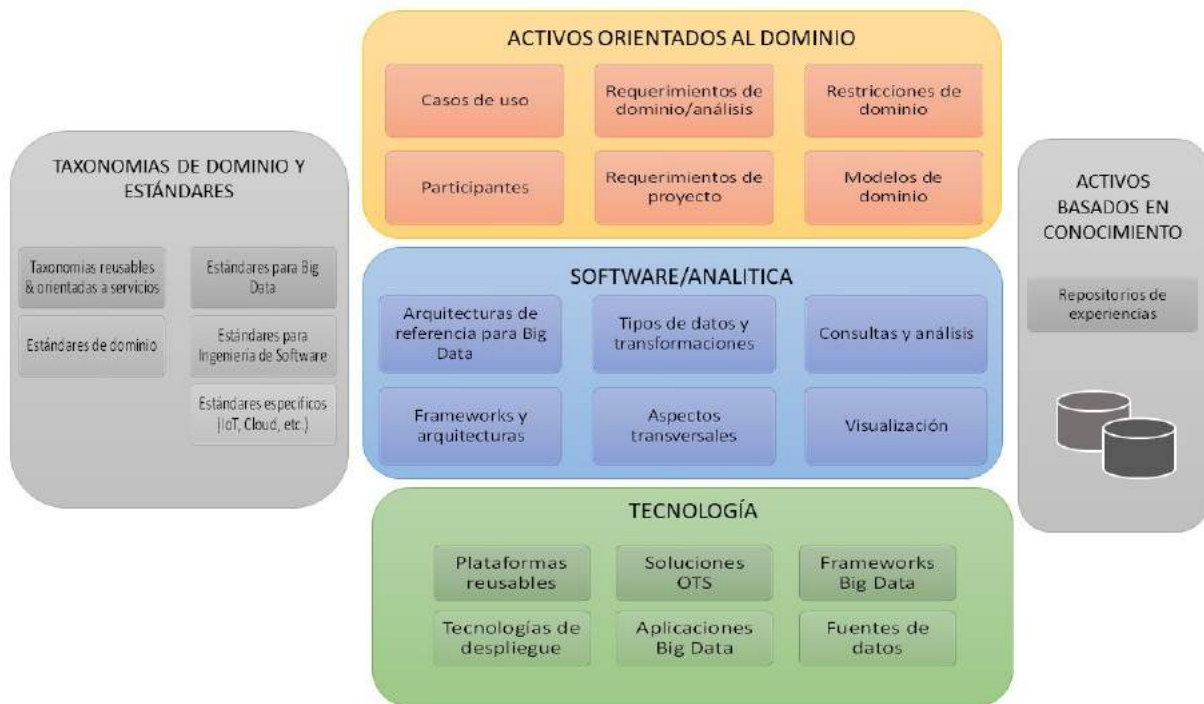 TAXONOMIAS DE DOMINIO Y
ESTÁNDARES
Taxonomias reusables
& orientadas a servicios
Estándares para Big
Data
Estándares de dominio
Estándares para
Ingeniería de Software
Estándares específicos
(IoT, Cloud, etc.)
ACTIVOS ORIENTADOS AL DOMINIO
Casos de uso
Requerimientos de
dominio/análisis
Restricciones de
dominio
Participantes
Requerimientos de
proyecto
Modelos de
dominio
SOFTWARE/ANALITICA
Arquitecturas de
referencia para Big
Data
Tipos de datos y
transformaciones
Consultas y análisis
Frameworks y
arquitecturas
Aspectos
transversales
Visualización
TECNOLOGÍA
Plataformas
reusables
Soluciones
OTS
Frameworks
Big Data
Tecnologías de
despliegue
Aplicaciones
Big Data
Fuentes de
datos
ACTIVOS
BASADOS EN
CONOCIMIENTO
Repositorios de
experiencias